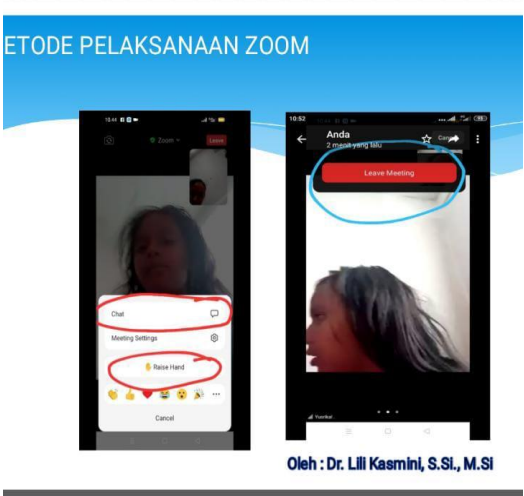 ETODE PELAKSANAAN ZOOM
10.44
Zoom
Leave
Chat
Meeting Settings
Raise Hand
Cancel
10:52
Anda
2 menit yang lalu
Leave Meeting
Oleh : Dr. Lili Kasmini, S.Si., M.Si